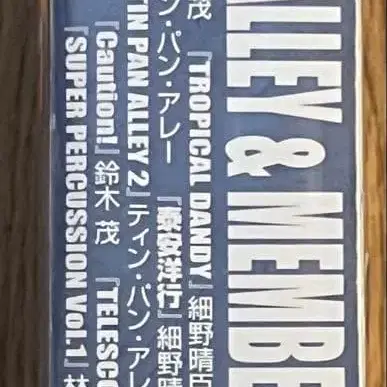 ALLEY & MEMBE
茂 『TROPICAL DANDY』細野晴臣
ン・パン・アレー 『泰安洋行』細野晴
TIN PAN ALLEY 2』ティン・パン・アレ
『Caution!』鈴木 茂 『TELESCO
『SUPER PERCUSSION Vol.1』林